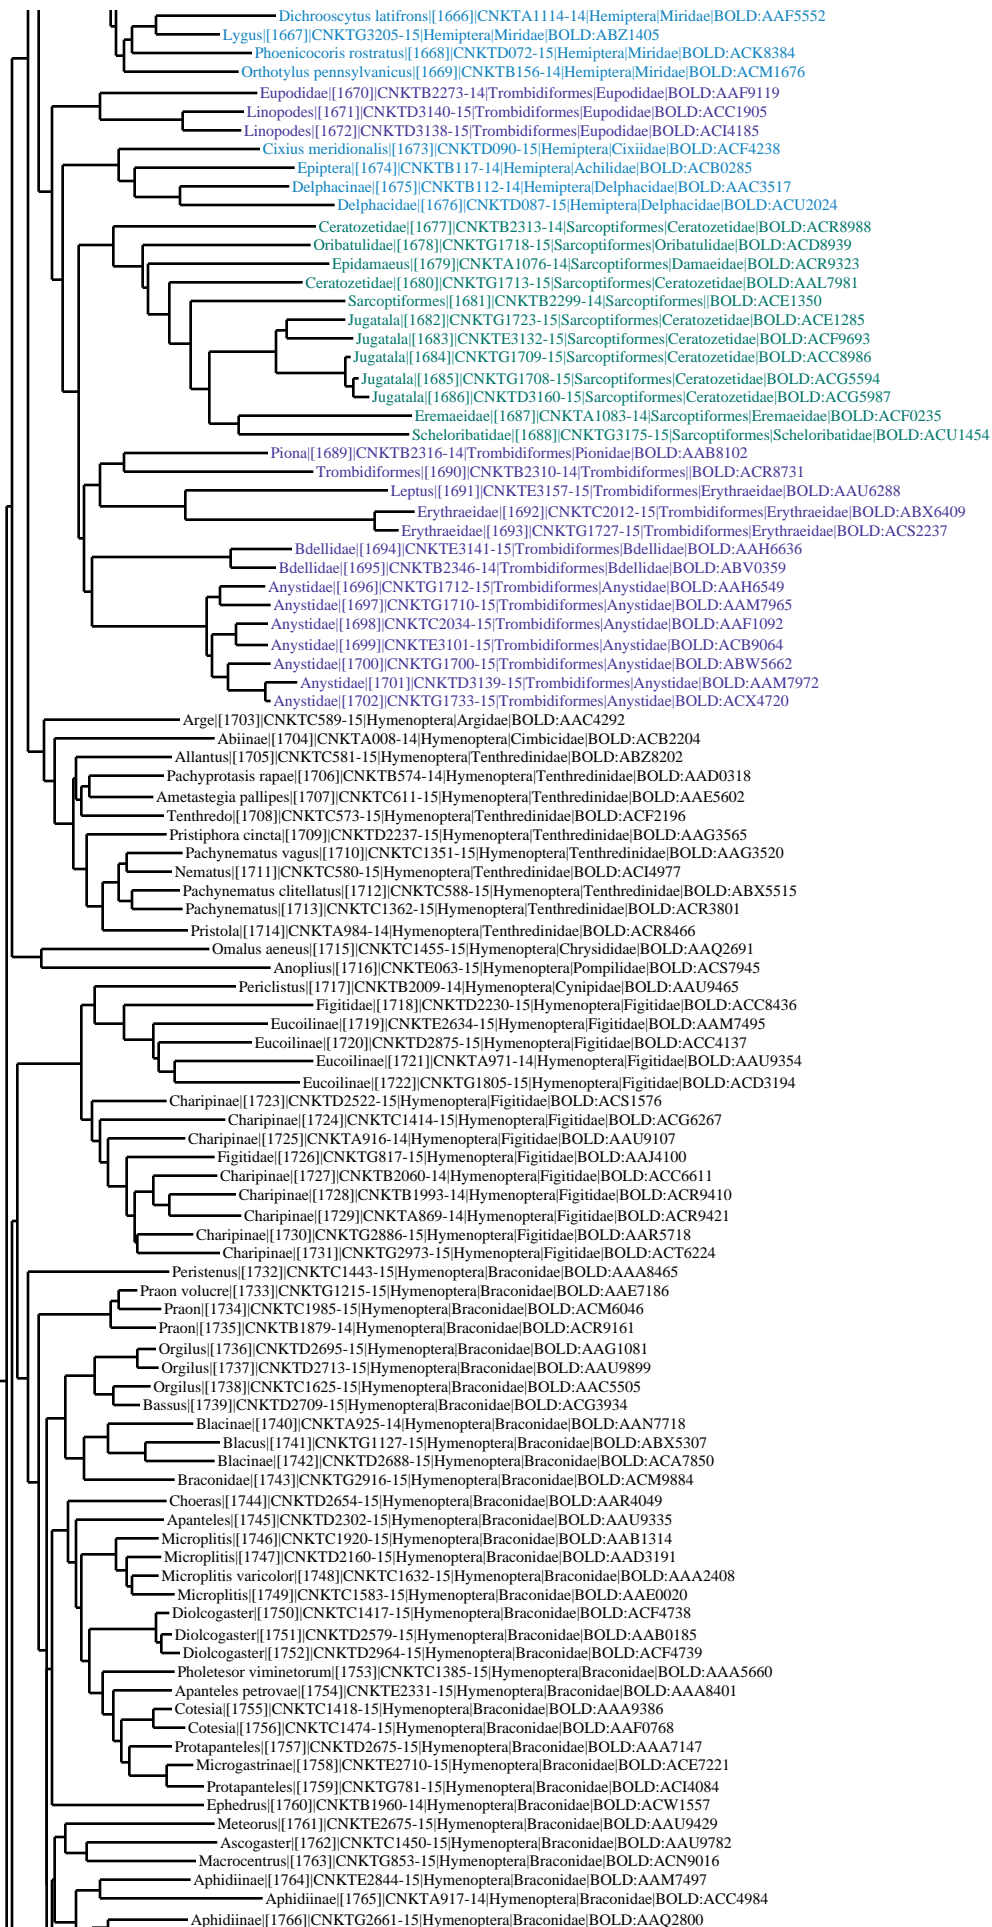 Dichrooscytus latifrons|[1666]|CNKTA1114-14|Hemiptera|Miridae|BOLD:AAF5552
Lygus|[1667]|CNKTG3205-15|Hemiptera|Miridae|BOLD:ABZ1405
Phoenicocoris rostratus|[1668]|CNKTD072-15|Hemiptera|Miridae|BOLD:ACK8384
Orthotylus pennsylvanicus|[1669]|CNKTB156-14|Hemiptera|Miridae|BOLD:ACM1676
Eupodidae|[1670]|CNKTB2273-14|Trombidiformes|Eupodidae|BOLD:AAF9119
Linopodes|[1671]|CNKTD3140-15|Trombidiformes|Eupodidae|BOLD:ACC1905
Linopodes|[1672]|CNKTD3138-15|Trombidiformes|Eupodidae|BOLD:ACI4185
Cixius meridionalis|[1673]|CNKTD090-15|Hemiptera|Cixiidae|BOLD:ACF4238
Epiptera|[1674]|CNKTB117-14|Hemiptera|Achilidae|BOLD:ACB0285
Delphacinae|[1675]|CNKTB112-14|Hemiptera|Delphacidae|BOLD:AAC3517
Delphacidae|[1676]|CNKTD087-15|Hemiptera|Delphacidae|BOLD:ACU2024
Ceratozetidae|[1677]|CNKTB2313-14|Sarcoptiformes|Ceratozetidae|BOLD:ACR8988
Oribatulidae|[1678]|CNKTG1718-15|Sarcoptiformes|Oribatulidae|BOLD:ACD8939
Epidamaeus|[1679]|CNKTA1076-14|Sarcoptiformes|Damaeidae|BOLD:ACR9323
Ceratozetidae|[1680]|CNKTG1713-15|Sarcoptiformes|Ceratozetidae|BOLD:AAL7981
Sarcoptiformes|[1681]|CNKTB2299-14|Sarcoptiformes||BOLD:ACE1350
Jugatala|[1682]|CNKTG1723-15|Sarcoptiformes|Ceratozetidae|BOLD:ACE1285
Jugatala|[1683]|CNKTE3132-15|Sarcoptiformes|Ceratozetidae|BOLD:ACF9693
Jugatala|[1684]|CNKTG1709-15|Sarcoptiformes|Ceratozetidae|BOLD:ACC8986
Jugatala|[1685]|CNKTG1708-15|Sarcoptiformes|Ceratozetidae|BOLD:ACG5594
Jugatala|[1686]|CNKTD3160-15|Sarcoptiformes|Ceratozetidae|BOLD:ACG5987
Eremaeidae|[1687]|CNKTA1083-14|Sarcoptiformes|Eremaeidae|BOLD:ACF0235
Scheloribatidae|[1688]|CNKTG3175-15|Sarcoptiformes|Scheloribatidae|BOLD:ACU1454
Piona|[1689]|CNKTB2316-14|Trombidiformes|Pionidae|BOLD:AAB8102
Trombidiformes|[1690]|CNKTB2310-14|Trombidiformes||BOLD:ACR8731
Leptus|[1691]|CNKTE3157-15|Trombidiformes|Erythraeidae|BOLD:AAU6288
Erythraeidae|[1692]|CNKTC2012-15|Trombidiformes|Erythraeidae|BOLD:ABX6409
Erythraeidae|[1693]|CNKTG1727-15|Trombidiformes|Erythraeidae|BOLD:ACS2237
Bdellidae|[1694]|CNKTE3141-15|Trombidiformes|Bdellidae|BOLD:AAH6636
Bdellidae|[1695]|CNKTB2346-14|Trombidiformes|Bdellidae|BOLD:ABV0359
Anystidae|[1696]|CNKTG1712-15|Trombidiformes|Anystidae|BOLD:AAH6549
Anystidae|[1697]|CNKTG1710-15|Trombidiformes|Anystidae|BOLD:AAM7965
Anystidae|[1698]|CNKTC2034-15|Trombidiformes|Anystidae|BOLD:AAF1092
Anystidae|[1699]|CNKTE3101-15|Trombidiformes|Anystidae|BOLD:ACB9064
Anystidae|[1700]|CNKTG1700-15|Trombidiformes|Anystidae|BOLD:ABW5662
Anystidae|[1701]|CNKTD3139-15|Trombidiformes|Anystidae|BOLD:AAM7972
Anystidae|[1702]|CNKTG1733-15|Trombidiformes|Anystidae|BOLD:ACX4720
Arge|[1703]|CNKTC589-15|Hymenoptera|Argidae|BOLD:AAC4292
Abiinae|[1704]|CNKTA008-14|Hymenoptera|Cimbicidae|BOLD:ACB2204
Allantus|[1705]|CNKTC581-15|Hymenoptera|Tenthredinidae|BOLD:ABZ8202
Pachyprotasis rapae|[1706]|CNKTB574-14|Hymenoptera|Tenthredinidae|BOLD:AAD0318
Ametastegia pallipes|[1707]|CNKTC611-15|Hymenoptera|Tenthredinidae|BOLD:AAE5602
Tenthredo|[1708]|CNKTC573-15|Hymenoptera|Tenthredinidae|BOLD:ACF2196
Pristiphora cincta|[1709]|CNKTD2237-15|Hymenoptera|Tenthredinidae|BOLD:AAG3565
Pachynematus vagus|[1710]|CNKTC1351-15|Hymenoptera|Tenthredinidae|BOLD:AAG3520
Nematus|[1711]|CNKTC580-15|Hymenoptera|Tenthredinidae|BOLD:ACI4977
Pachynematus clitellatus|[1712]|CNKTC588-15|Hymenoptera|Tenthredinidae|BOLD:ABX5515
Pachynematus|[1713]|CNKTC1362-15|Hymenoptera|Tenthredinidae|BOLD:ACR3801
Pristola|[1714]|CNKTA984-14|Hymenoptera|Tenthredinidae|BOLD:ACR8466
Omalus aeneus|[1715]|CNKTC1455-15|Hymenoptera|Chrysididae|BOLD:AAQ2691
Anoplius|[1716]|CNKTE063-15|Hymenoptera|Pompilidae|BOLD:ACS7945
Periclistus|[1717]|CNKTB2009-14|Hymenoptera|Cynipidae|BOLD:AAU9465
Figitidae|[1718]|CNKTD2230-15|Hymenoptera|Figitidae|BOLD:ACC8436
Eucoilinae|[1719]|CNKTE2634-15|Hymenoptera|Figitidae|BOLD:AAM7495
Eucoilinae|[1720]|CNKTD2875-15|Hymenoptera|Figitidae|BOLD:ACC4137
Eucoilinae|[1721]|CNKTA971-14|Hymenoptera|Figitidae|BOLD:AAU9354
Eucoilinae|[1722]|CNKTG1805-15|Hymenoptera|Figitidae|BOLD:ACD3194
Charipinae|[1723]|CNKTD2522-15|Hymenoptera|Figitidae|BOLD:ACS1576
Charipinae|[1724]|CNKTC1414-15|Hymenoptera|Figitidae|BOLD:ACG6267
Charipinae|[1725]|CNKTA916-14|Hymenoptera|Figitidae|BOLD:AAU9107
Figitidae|[1726]|CNKTG817-15|Hymenoptera|Figitidae|BOLD:AAJ4100
Charipinae|[1727]|CNKTB2060-14|Hymenoptera|Figitidae|BOLD:ACC6611
Charipinae|[1728]|CNKTB1993-14|Hymenoptera|Figitidae|BOLD:ACR9410
Charipinae|[1729]|CNKTA869-14|Hymenoptera|Figitidae|BOLD:ACR9421
Charipinae|[1730]|CNKTG2886-15|Hymenoptera|Figitidae|BOLD:AAR5718
Charipinae|[1731]|CNKTG2973-15|Hymenoptera|Figitidae|BOLD:ACT6224
Peristenus|[1732]|CNKTC1443-15|Hymenoptera|Braconidae|BOLD:AAA8465
Praon volucre|[1733]|CNKTG1215-15|Hymenoptera|Braconidae|BOLD:AAE7186
Praon|[1734]|CNKTC1985-15|Hymenoptera|Braconidae|BOLD:ACM6046
Praon|[1735]|CNKTB1879-14|Hymenoptera|Braconidae|BOLD:ACR9161
Orgilus|[1736]|CNKTD2695-15|Hymenoptera|Braconidae|BOLD:AAG1081
Orgilus|[1737]|CNKTD2713-15|Hymenoptera|Braconidae|BOLD:AAU9899
Orgilus|[1738]|CNKTC1625-15|Hymenoptera|Braconidae|BOLD:AAC5505
Bassus|[1739]|CNKTD2709-15|Hymenoptera|Braconidae|BOLD:ACG3934
Blacinae|[1740]|CNKTA925-14|Hymenoptera|Braconidae|BOLD:AAN7718
Blacus|[1741]|CNKTG1127-15|Hymenoptera|Braconidae|BOLD:ABX5307
Blacinae|[1742]|CNKTD2688-15|Hymenoptera|Braconidae|BOLD:ACA7850
Braconidae|[1743]|CNKTG2916-15|Hymenoptera|Braconidae|BOLD:ACM9884
Choeras|[1744]|CNKTD2654-15|Hymenoptera|Braconidae|BOLD:AAR4049
Apanteles|[1745]|CNKTD2302-15|Hymenoptera|Braconidae|BOLD:AAU9335
Microplitis|[1746]|CNKTC1920-15|Hymenoptera|Braconidae|BOLD:AAB1314
Microplitis|[1747]|CNKTD2160-15|Hymenoptera|Braconidae|BOLD:AAD3191
Microplitis varicolor|[1748]|CNKTC1632-15|Hymenoptera|Braconidae|BOLD:AAA2408
Microplitis|[1749]|CNKTC1583-15|Hymenoptera|Braconidae|BOLD:AAE0020
Diolcogaster|[1750]|CNKTC1417-15|Hymenoptera|Braconidae|BOLD:ACF4738
Diolcogaster|[1751]|CNKTD2579-15|Hymenoptera|Braconidae|BOLD:AAB0185
Diolcogaster|[1752]|CNKTD2964-15|Hymenoptera|Braconidae|BOLD:ACF4739
Pholetesor viminetorum|[1753]|CNKTC1385-15|Hymenoptera|Braconidae|BOLD:AAA5660
Apanteles petrovae|[1754]|CNKTE2331-15|Hymenoptera|Braconidae|BOLD:AAA8401
Cotesia|[1755]|CNKTC1418-15|Hymenoptera|Braconidae|BOLD:AAA9386
Cotesia|[1756]|CNKTC1474-15|Hymenoptera|Braconidae|BOLD:AAF0768
Protapanteles|[1757]|CNKTD2675-15|Hymenoptera|Braconidae|BOLD:AAA7147
Microgastrinae|[1758]|CNKTE2710-15|Hymenoptera|Braconidae|BOLD:ACE7221
Protapanteles|[1759]|CNKTG781-15|Hymenoptera|Braconidae|BOLD:ACI4084
Ephedrus|[1760]|CNKTB1960-14|Hymenoptera|Braconidae|BOLD:ACW1557
Meteorus|[1761]|CNKTE2675-15|Hymenoptera|Braconidae|BOLD:AAU9429
Ascogaster|[1762]|CNKTC1450-15|Hymenoptera|Braconidae|BOLD:AAU9782
Macrocentrus|[1763]|CNKTG853-15|Hymenoptera|Braconidae|BOLD:ACN9016
Aphidiinae|[1764]|CNKTE2844-15|Hymenoptera|Braconidae|BOLD:AAM7497
Aphidiinae|[1765]|CNKTA917-14|Hymenoptera|Braconidae|BOLD:ACC4984
Aphidiinae|[1766]|CNKTG2661-15|Hymenoptera|Braconidae|BOLD:AAQ2800